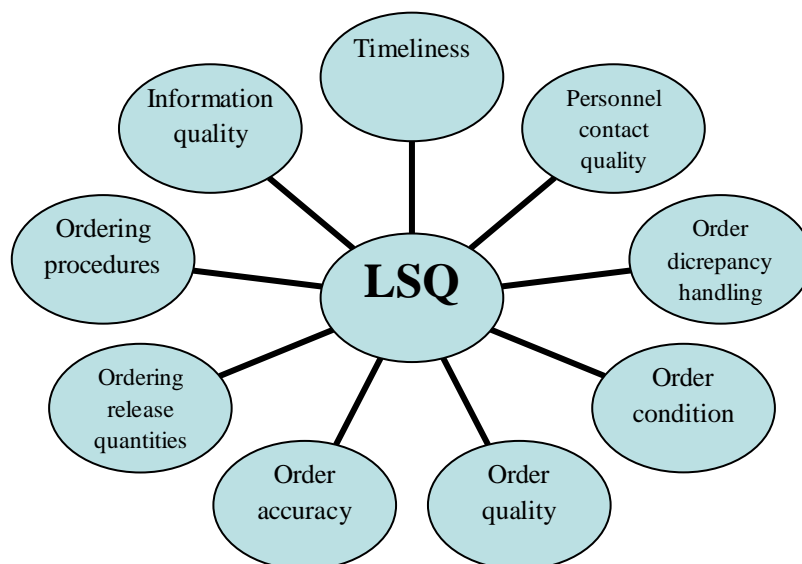 Timeliness
Information
quality
Personnel
contact
quality
Ordering
procedures
Order
dicrepancy
handling
LSQ
Ordering
release
quantities
Order
condition
Order
accuracy
Order
quality